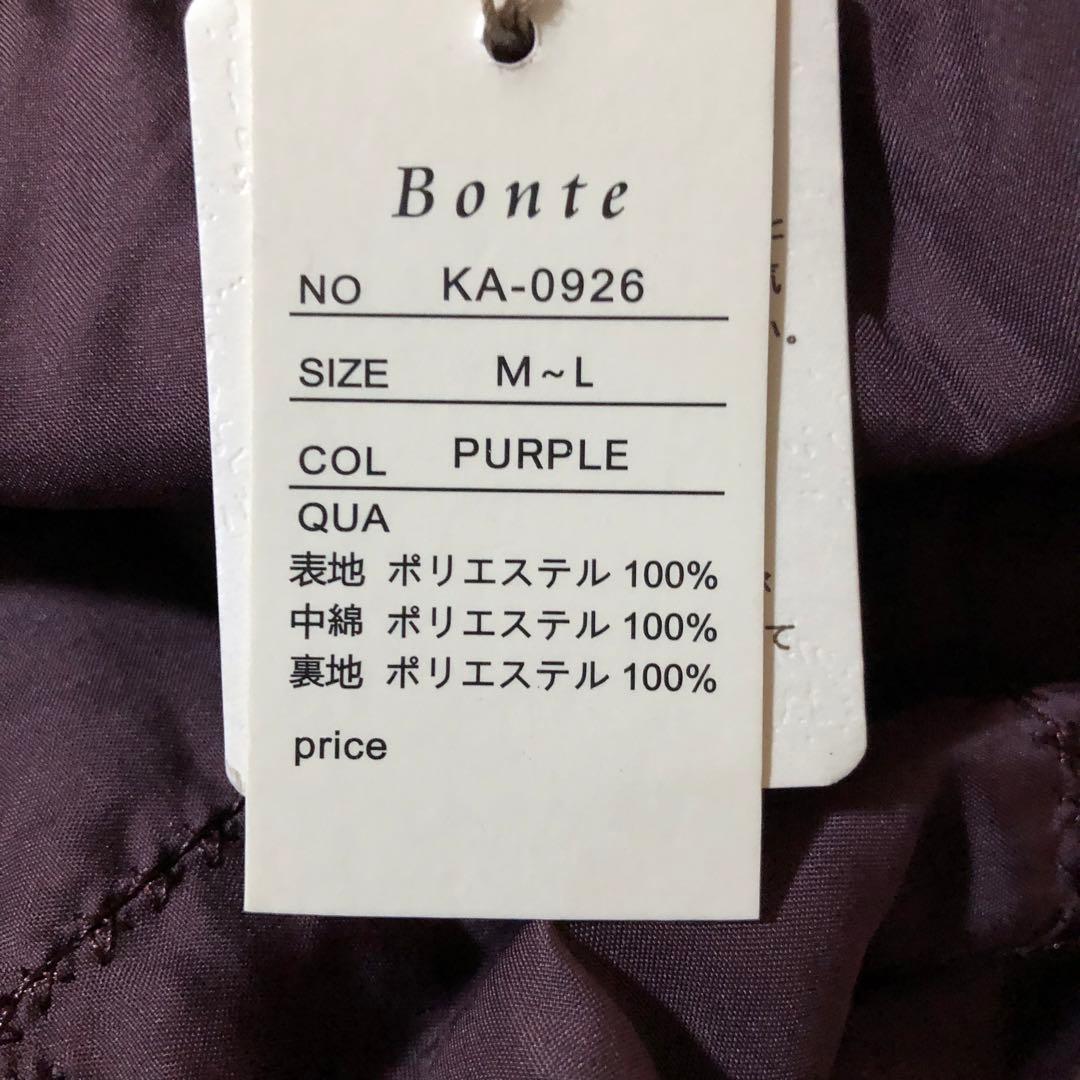 Bonte
NO KA-0926
SIZE M~L
COL PURPLE
QUA
表地 ポリエステル 100%
中綿 ポリエステル 100%
裏地 ポリエステル 100%
price
て